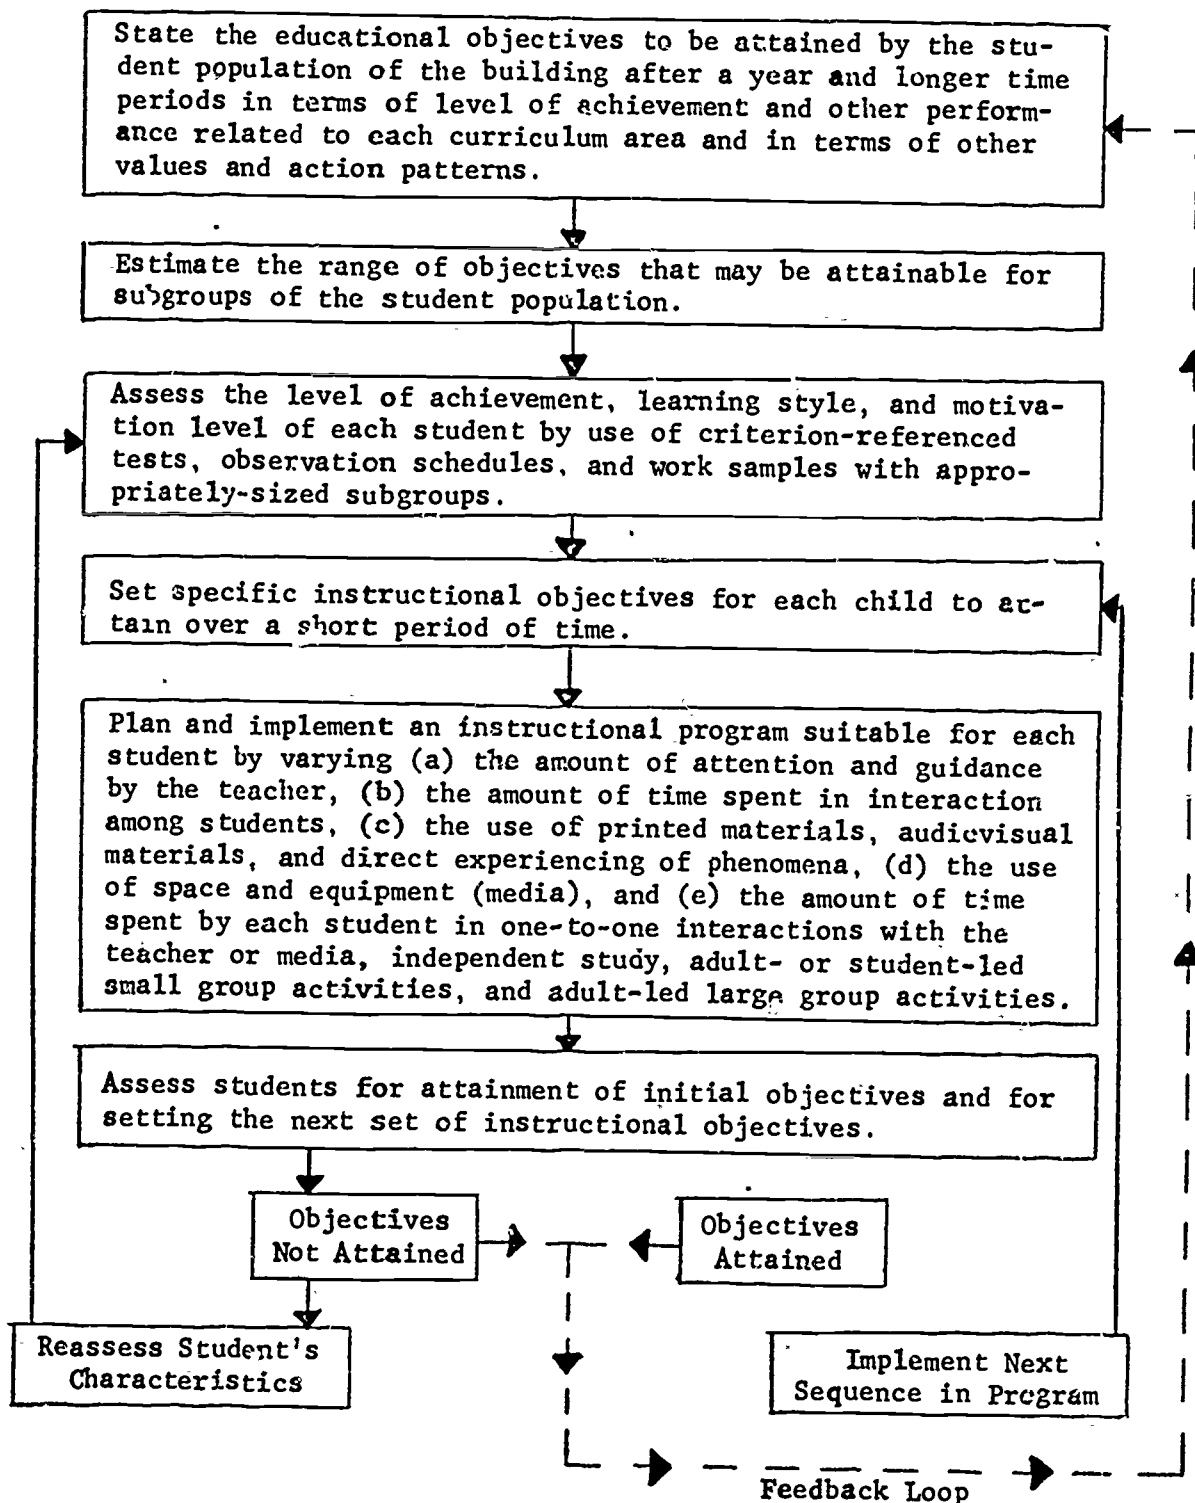 State the educational objectives to be attained by the stu-
dent population of the building after a year and longer time
periods in terms of level of achievement and other perform-
ance related to each curriculum area and in terms of other
values and action patterns.
Estimate the range of objectives that may be attainable for
subgroups of the student population.
Assess the level of achievement, learning style, and motiva-
tion level of each student by use of criterion-referenced
tests, observation schedules, and work samples with appro-
priately-sized subgroups.
Set specific instructional objectives for each child to at-
tain over a short period of time.
Plan and implement an instructional program suitable for each
student by varying (a) the amount of attention and guidance
by the teacher, (b) the amount of time spent in interaction
among students, (c) the use of printed materials, audiovisual
materials, and direct experiencing of phenomena, (d) the use
of space and equipment (media), and (e) the amount of time
spent by each student in one-to-one interactions with the
teacher or media, independent study, adult- or student-led
small group activities, and adult-led large group activities.
Assess students for attainment of initial objectives and for
setting the next set of instructional objectives.
Objectives
Not Attained
Objectives
Attained
Reassess Student's
Characteristics
Implement Next
Sequence in Program
Feedback Loop